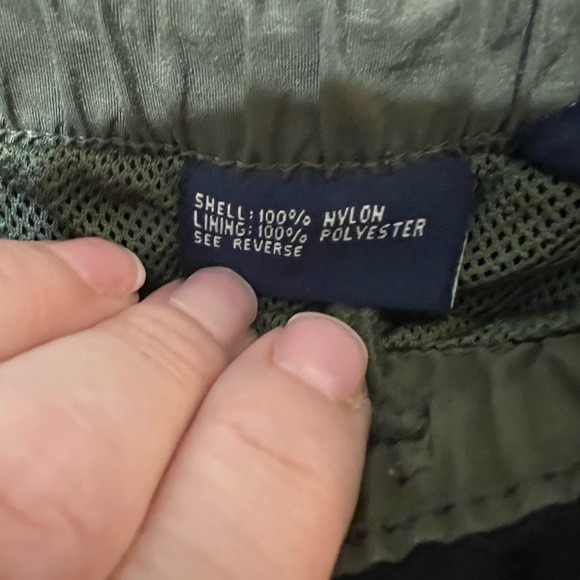 SHELL: 100% NYLON
LINING: 100% POLYESTER
SEE REVERSE